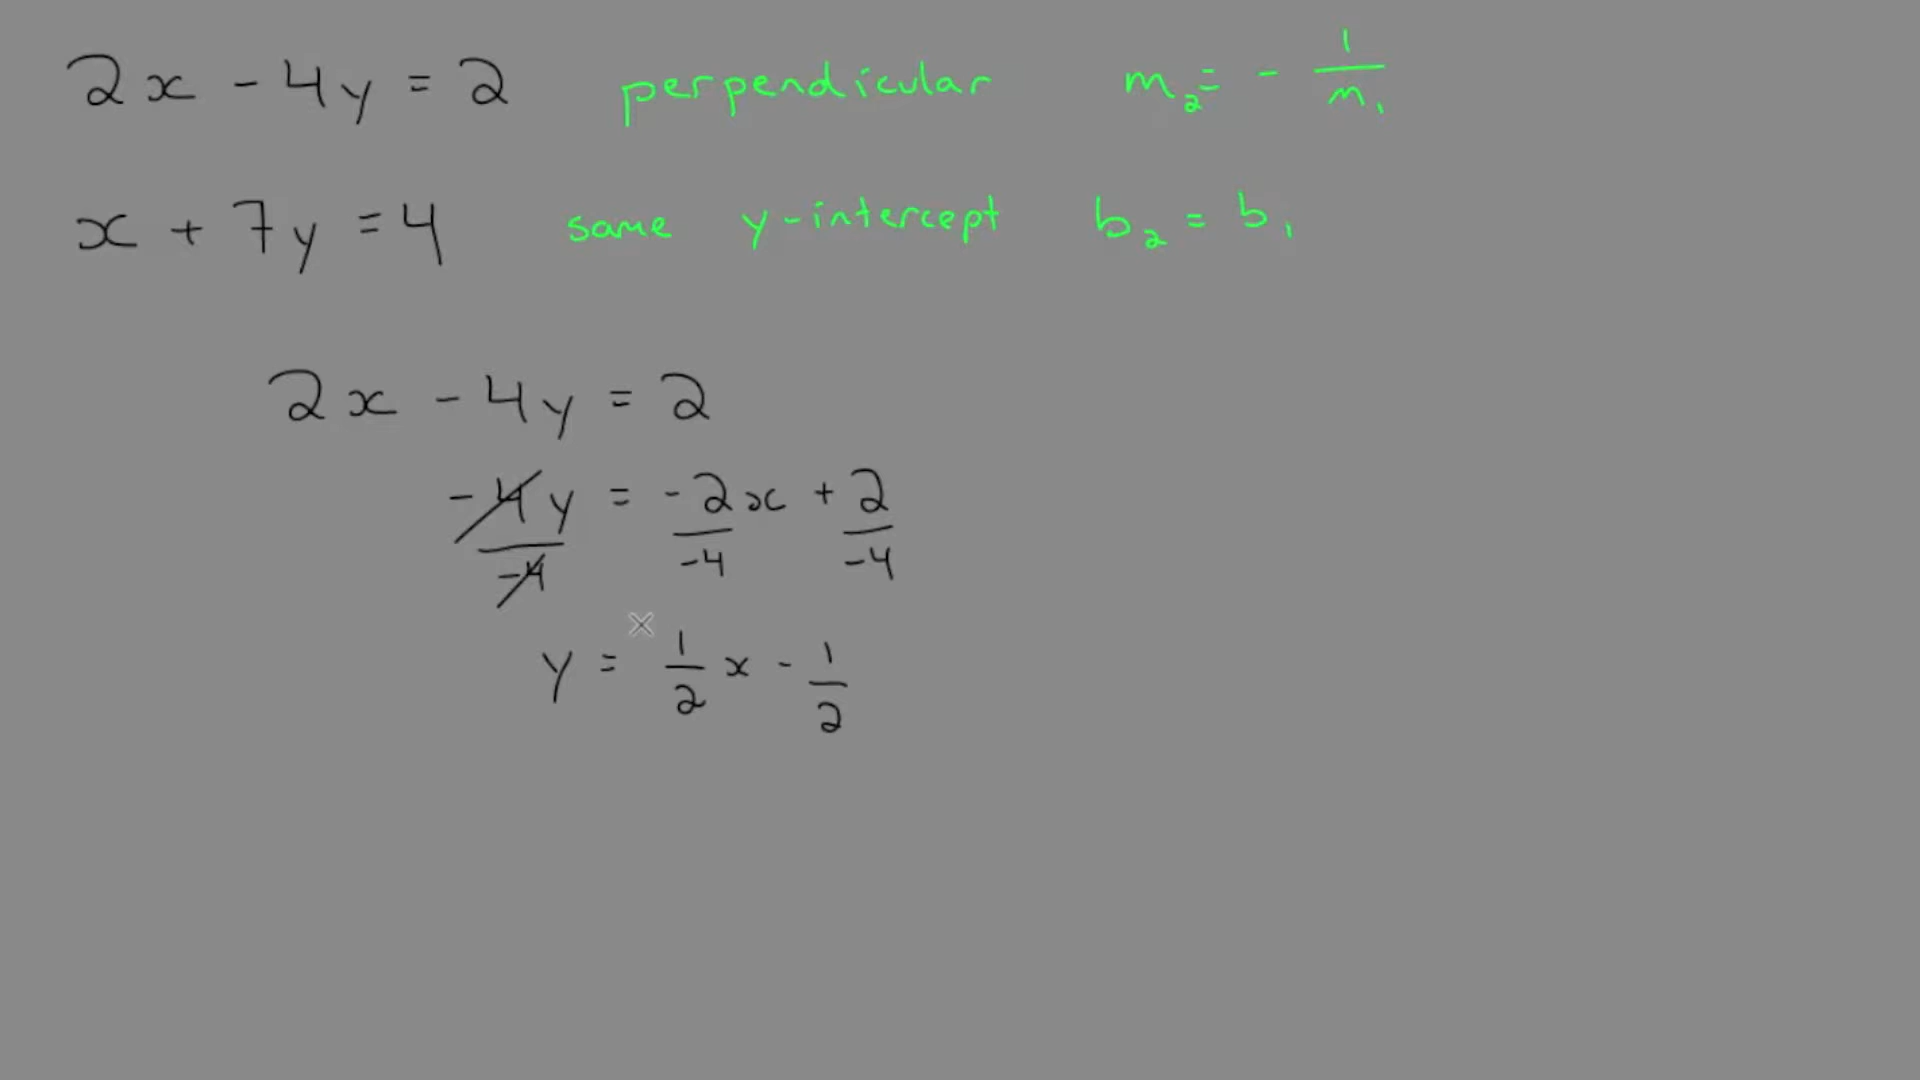 2x - 4y = 2 perpendicular m₂ = - 1/m₁
x + 7y = 4 same y-intercept b₂ = b₁
2x - 4y = 2
-4y/-4 = -2x/-4 + 2/-4
y = 1/2 x - 1/2